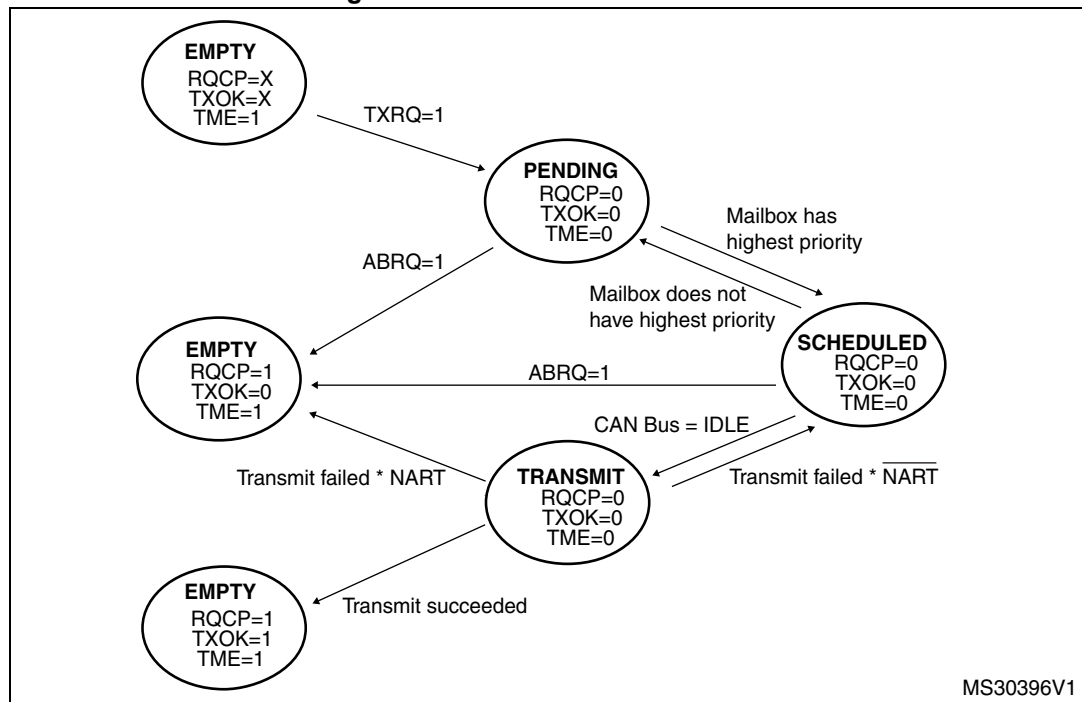 EMPTY
RQCP=X
TXOK=X
TME=1
TXRQ=1
PENDING
RQCP=0
TXOK=0
TME=0
Mailbox has
highest priority
ABRQ=1
Mailbox does not
have highest priority
EMPTY
RQCP=1
TXOK=0
TME=1
SCHEDULED
RQCP=0
TXOK=0
TME=0
ABRQ=1
CAN Bus = IDLE
Transmit failed * NART
TRANSMIT
RQCP=0
TXOK=0
TME=0
Transmit failed * N̅A̅R̅T̅
EMPTY
RQCP=1
TXOK=1
TME=1
Transmit succeeded
MS30396V1